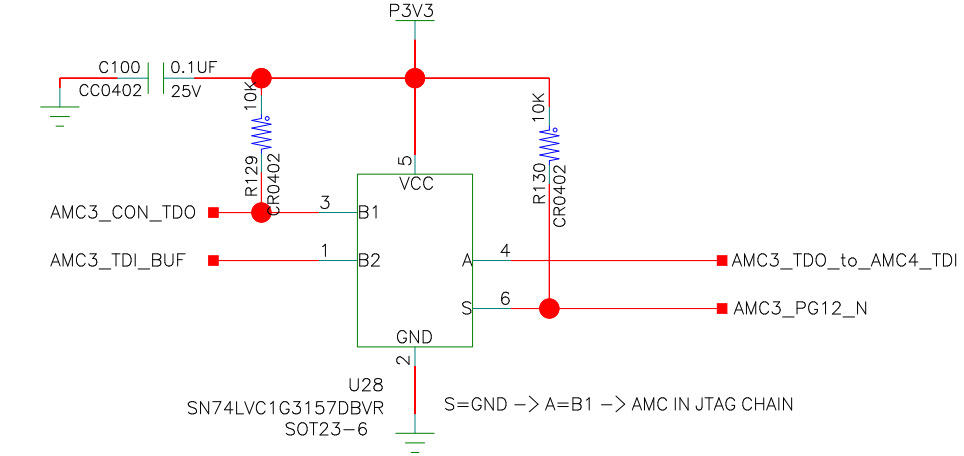 P3V3
C100 0.1UF
CC0402 25V
10K
R129
CR0402
10K
R130
CR0402
5
VCC
AMC3_CON_TDO 3 B1
AMC3_TDI_BUF 1 B2
A 4 AMC3_TDO_to_AMC4_TDI
S 6 AMC3_PG12_N
GND
2
U28
SN74LVC1G3157DBVR
SOT23-6
S=GND -> A=B1 -> AMC IN JTAG CHAIN